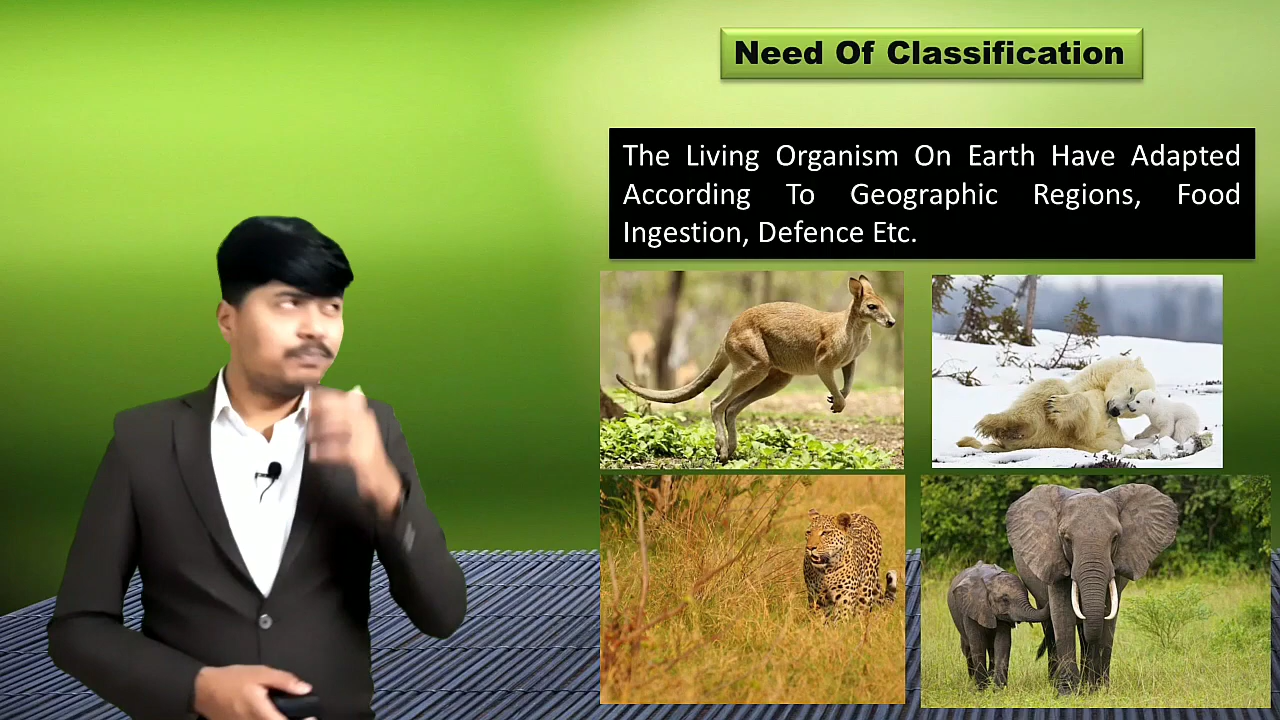 Need Of Classification
The Living Organism On Earth Have Adapted
According To Geographic Regions, Food
Ingestion, Defence Etc.